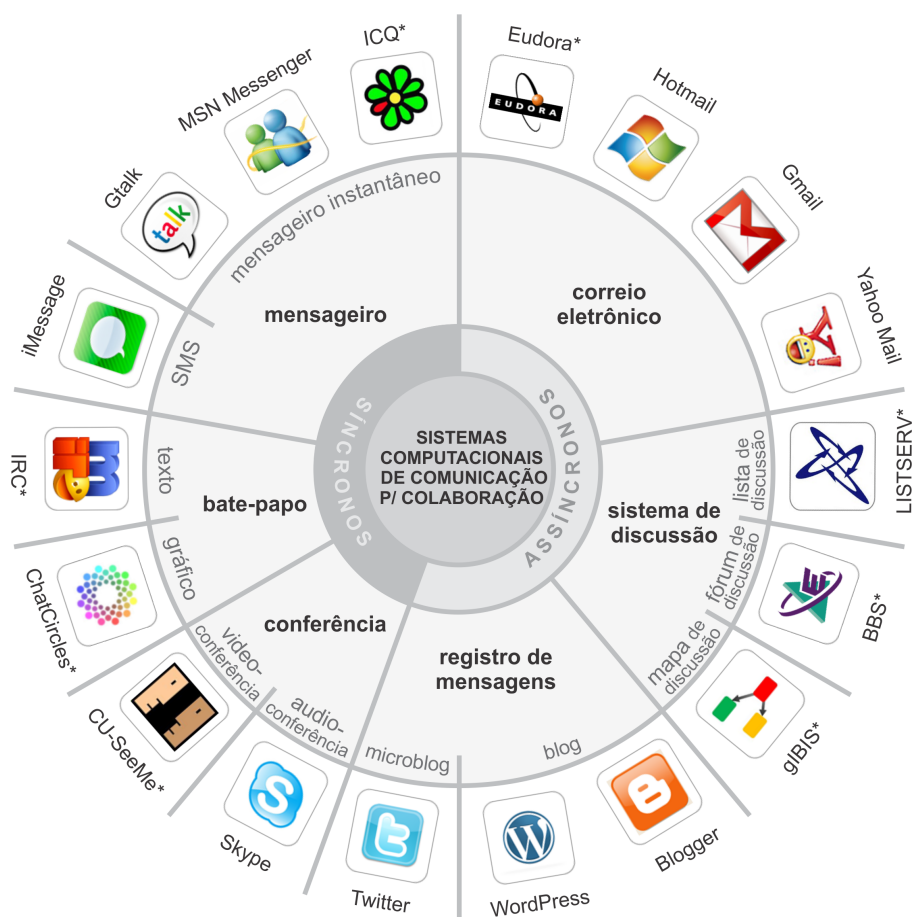 SISTEMAS
COMPUTACIONAIS
DE COMUNICAÇÃO
P/ COLABORAÇÃO
SÍNCRONOS
ASSÍNCRONOS
correio
eletrônico
Eudora*
EUDORA
Hotmail
Gmail
Yahoo Mail
sistema de
discussão
lista de
discussão
LISTSERV*
fórum de
discussão
BBS*
mapa de
discussão
gIBIS*
registro de
mensagens
blog
Blogger
WordPress
microblog
Twitter
conferência
audio-
conferência
Skype
video-
conferência
CU-SeeMe*
bate-papo
gráfico
ChatCircles*
texto
IRC*
mensageiro
SMS
iMessage
mensageiro instantâneo
Gtalk
talk
MSN Messenger
ICQ*